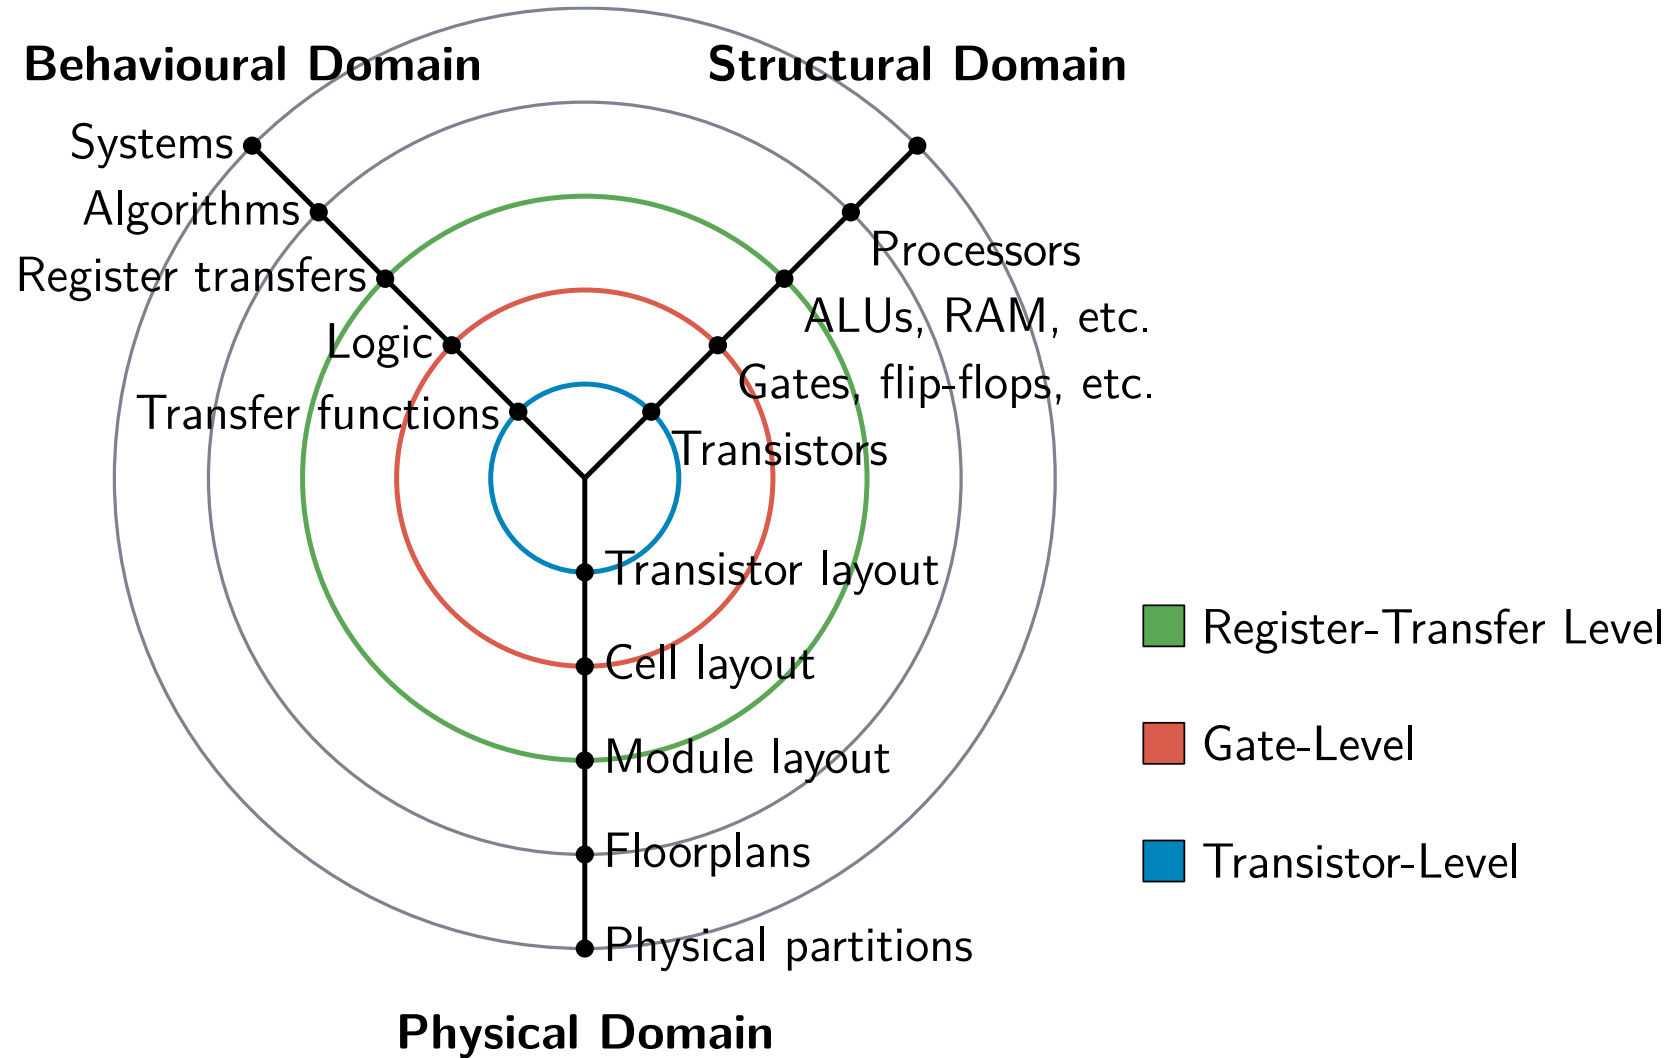 Behavioural Domain
Structural Domain
Systems
Algorithms
Register transfers
Logic
Transfer functions
Processors
ALUs, RAM, etc.
Gates, flip-flops, etc.
Transistors
Transistor layout
Cell layout
Module layout
Floorplans
Physical partitions
Physical Domain
Register-Transfer Level
Gate-Level
Transistor-Level